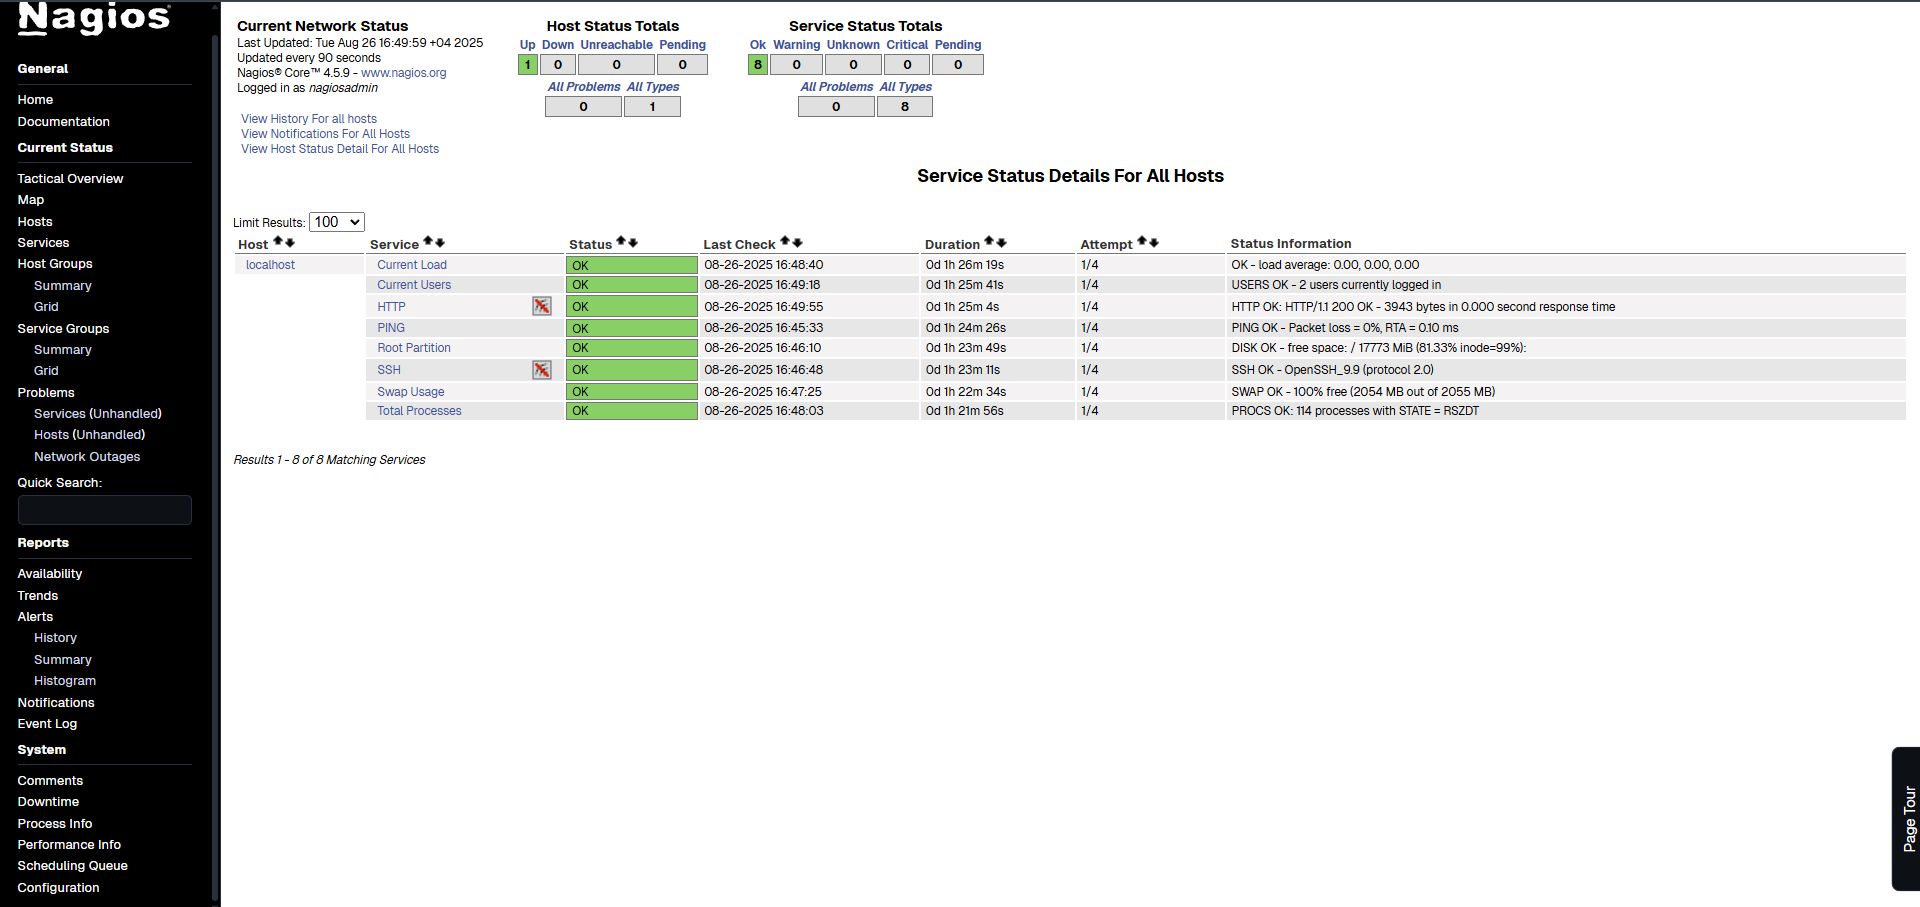 Nagios®
General
Home
Documentation
Current Status
Tactical Overview
Map
Hosts
Services
Host Groups
Summary
Grid
Service Groups
Summary
Grid
Problems
Services (Unhandled)
Hosts (Unhandled)
Network Outages
Quick Search:
Reports
Availability
Trends
Alerts
History
Summary
Histogram
Notifications
Event Log
System
Comments
Downtime
Process Info
Performance Info
Scheduling Queue
Configuration
Current Network Status
Last Updated: Tue Aug 26 16:49:59 +04 2025
Updated every 90 seconds
Nagios® Core™ 4.5.9 - www.nagios.org
Logged in as nagiosadmin
View History For all hosts
View Notifications For All Hosts
View Host Status Detail For All Hosts
Host Status Totals
Up Down Unreachable Pending
1 0 0 0
All Problems All Types
0 1
Service Status Totals
Ok Warning Unknown Critical Pending
8 0 0 0 0
All Problems All Types
0 8
Service Status Details For All Hosts
Limit Results: 100
Host Service Status Last Check Duration Attempt Status Information
localhost Current Load OK 08-26-2025 16:48:40 0d 1h 26m 19s 1/4 OK - load average: 0.00, 0.00, 0.00
Current Users OK 08-26-2025 16:49:18 0d 1h 25m 41s 1/4 USERS OK - 2 users currently logged in
HTTP OK 08-26-2025 16:49:55 0d 1h 25m 4s 1/4 HTTP OK: HTTP/1.1 200 OK - 3943 bytes in 0.000 second response time
PING OK 08-26-2025 16:45:33 0d 1h 24m 26s 1/4 PING OK - Packet loss = 0%, RTA = 0.10 ms
Root Partition OK 08-26-2025 16:46:10 0d 1h 23m 49s 1/4 DISK OK - free space: / 17773 MiB (81.33% inode=99%):
SSH OK 08-26-2025 16:46:48 0d 1h 23m 11s 1/4 SSH OK - OpenSSH_9.9 (protocol 2.0)
Swap Usage OK 08-26-2025 16:47:25 0d 1h 22m 34s 1/4 SWAP OK - 100% free (2054 MB out of 2055 MB)
Total Processes OK 08-26-2025 16:48:03 0d 1h 21m 56s 1/4 PROCS OK: 114 processes with STATE = RSZDT
Results 1 - 8 of 8 Matching Services
Page Tour